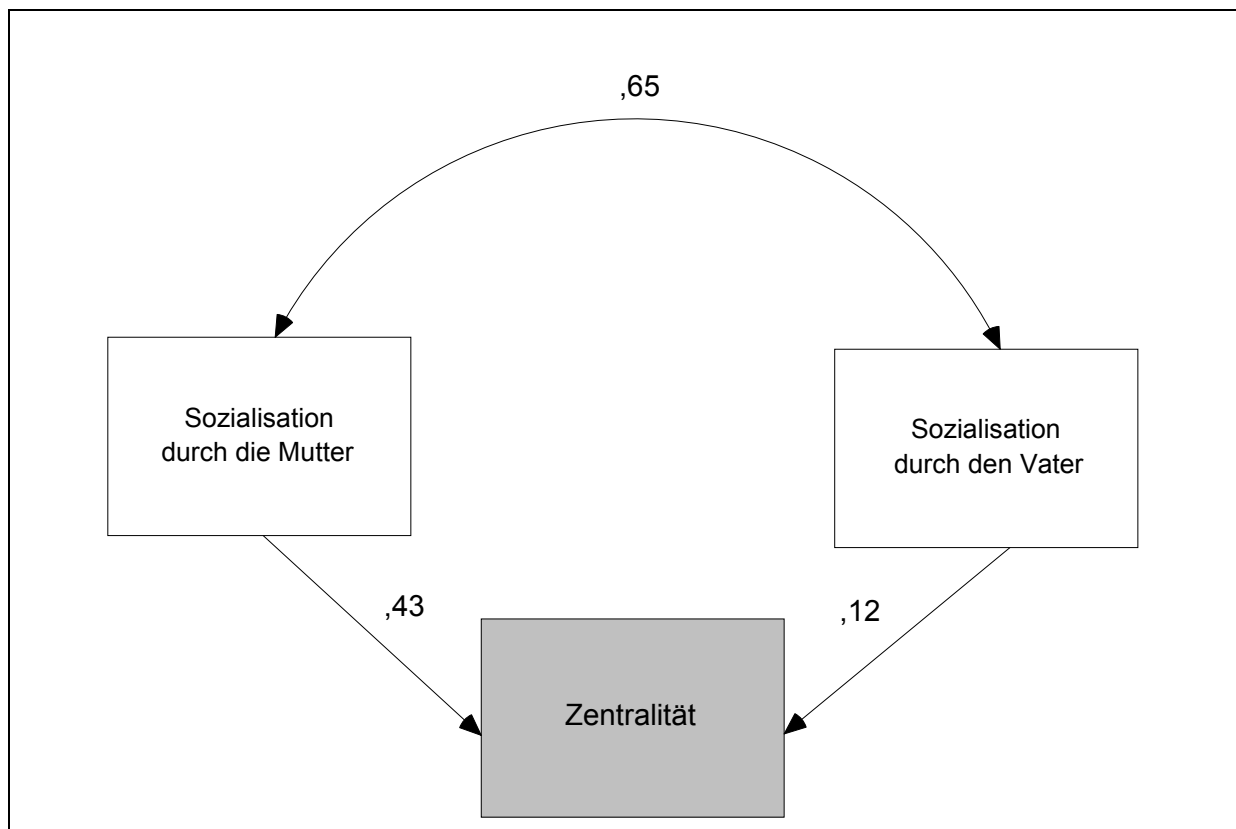 ,65
Sozialisation
durch die Mutter
Sozialisation
durch den Vater
,43
,12
Zentralität